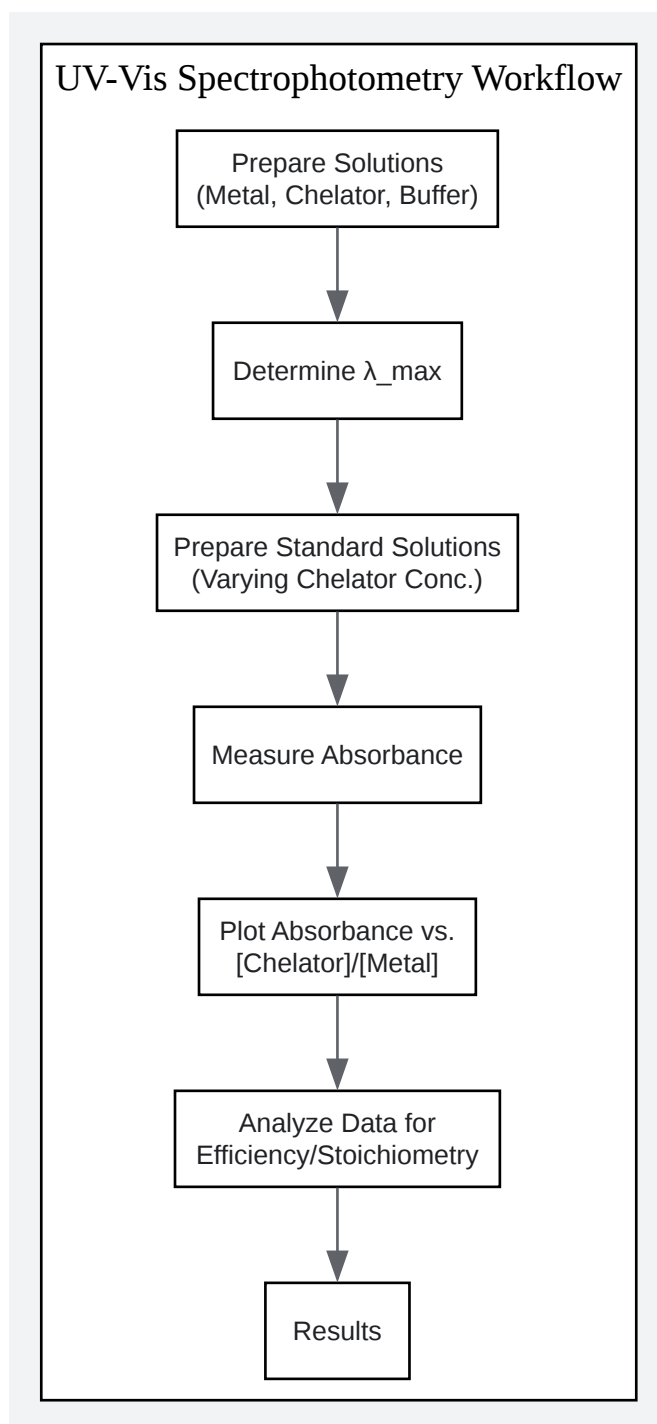 UV-Vis Spectrophotometry Workflow
Prepare Solutions
(Metal, Chelator, Buffer)
Determine λ_max
Prepare Standard Solutions
(Varying Chelator Conc.)
Measure Absorbance
Plot Absorbance vs.
[Chelator]/[Metal]
Analyze Data for
Efficiency/Stoichiometry
Results